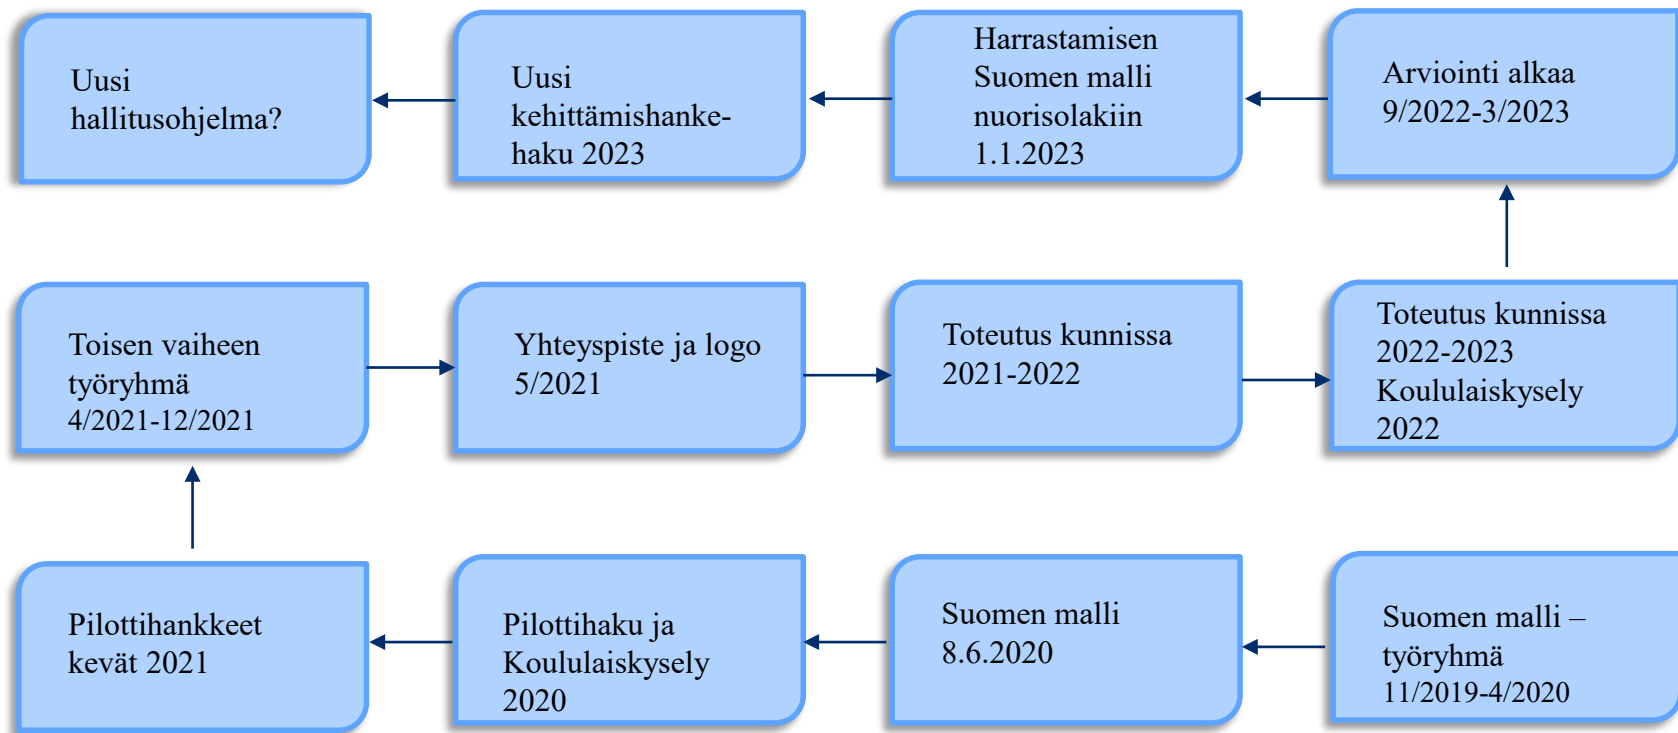 Uusi
hallitusohjelma?
Uusi
kehittämishanke-
haku 2023
Harrastamisen
Suomen malli
nuorisolakiin
1.1.2023
Arviointi alkaa
9/2022-3/2023
Toisen vaiheen
työryhmä
4/2021-12/2021
Yhteyspiste ja logo
5/2021
Toteutus kunnissa
2021-2022
Toteutus kunnissa
2022-2023
Koululaiskysely
2022
Pilottihankkeet
kevät 2021
Pilottihaku ja
Koululaiskysely
2020
Suomen malli
8.6.2020
Suomen malli –
työryhmä
11/2019-4/2020